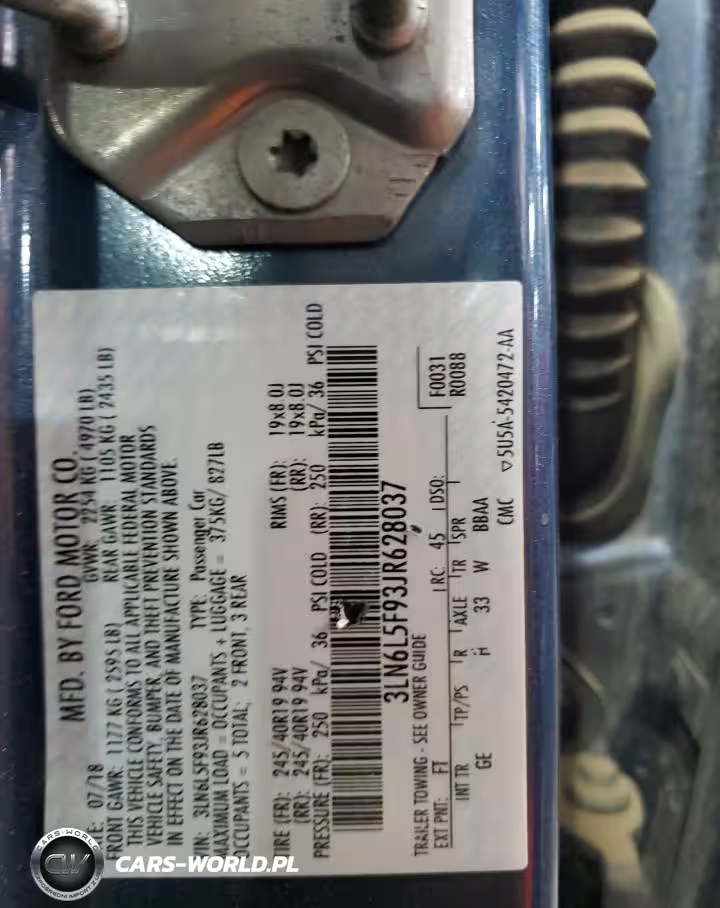 MFD. BY FORD MOTOR CO.
07/18 GVWR: 2254 KG ( 4970 LB)
FRONT GAWR: 1177 KG ( 2595 LB) REAR GAWR: 1105 KG ( 2435 LB)
THIS VEHICLE CONFORMS TO ALL APPLICABLE FEDERAL MOTOR
VEHICLE SAFETY, BUMPER, AND THEFT PREVENTION STANDARDS
IN EFFECT ON THE DATE OF MANUFACTURE SHOWN ABOVE.
VIN: 3LN6L5F93JR628037 TYPE: Passenger Car
MAXIMUM LOAD = OCCUPANTS + LUGGAGE = 375KG/ 827LB
OCCUPANTS = 5 TOTAL; 2 FRONT, 3 REAR
TIRE (FR): 245/40R19 94V RIMS (FR): 19x8.0J
(RR): 245/40R19 94V (RR): 19x8.0J
PRESSURE (FR): 250 kPa/ 36 PSI COLD (RR): 250 kPa/ 36 PSI COLD
3LN6L5F93JR628037
TRAILER TOWING - SEE OWNER GUIDE F0031
EXT PNT: FT RC: 45 DSO: R0088
INT TR TP/PS R AXLE TR SPR
GE H 33 W BBAA
CMC ▽5U5A-5420472-AA
CARS-WORLD
CW
CARS-WORLD.PL